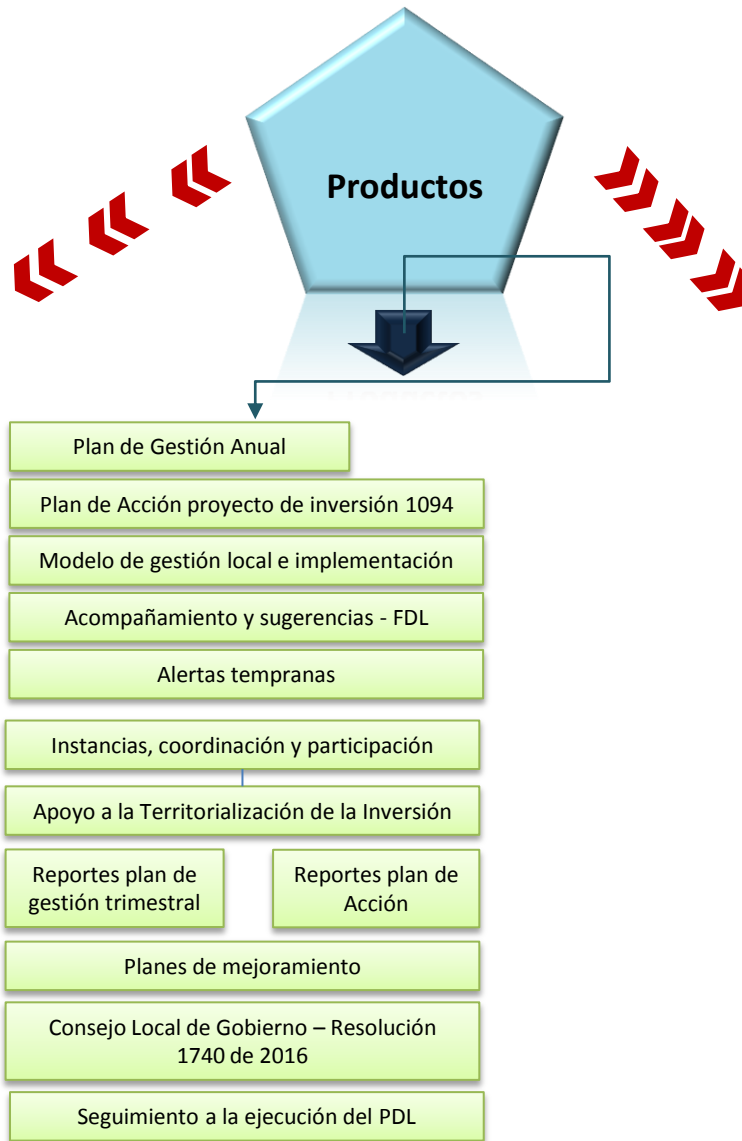 Productos
Plan de Gestión Anual
Plan de Acción proyecto de inversión 1094
Modelo de gestión local e implementación
Acompañamiento y sugerencias - FDL
Alertas tempranas
Instancias, coordinación y participación
Apoyo a la Territorialización de la Inversión
Reportes plan de
gestión trimestral
Reportes plan de
Acción
Planes de mejoramiento
Consejo Local de Gobierno – Resolución
1740 de 2016
Seguimiento a la ejecución del PDL